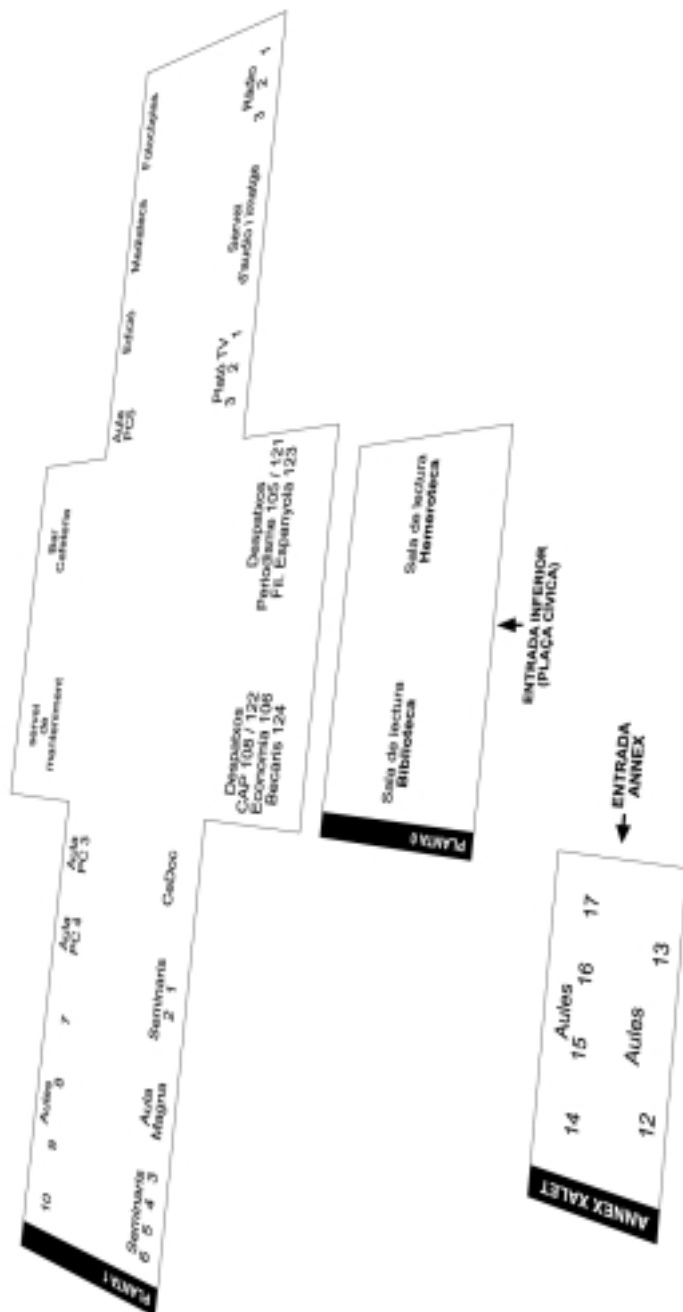 PLANTA 1
10
9
Aules
8
7
Aula
PC 4
Aula
PC 3
servei
de
manteniment
Bar
Cafeteria
Aula
PC5
Edició
Mediateca
Fotocòpies
Seminaris
6 5 4 3
Aula
Magna
Seminaris
2 1
CeDoc
Despatxos
CAP 108 / 122
Economia 106
Becaris 124
Despatxos
Periodisme 105 / 121
Fil. Espanyola 123
Plató TV
3 2 1
Servei
d'audio i imatge
Ràdio
3 2 1
PLANTA 0
Sala de lectura
Biblioteca
Sala de lectura
Hemeroteca
ENTRADA INFERIOR
(PLAÇA CÍVICA)
ANNEX XALET
Aules
14 15 16 17
Aules
12 13
ENTRADA
ANNEX